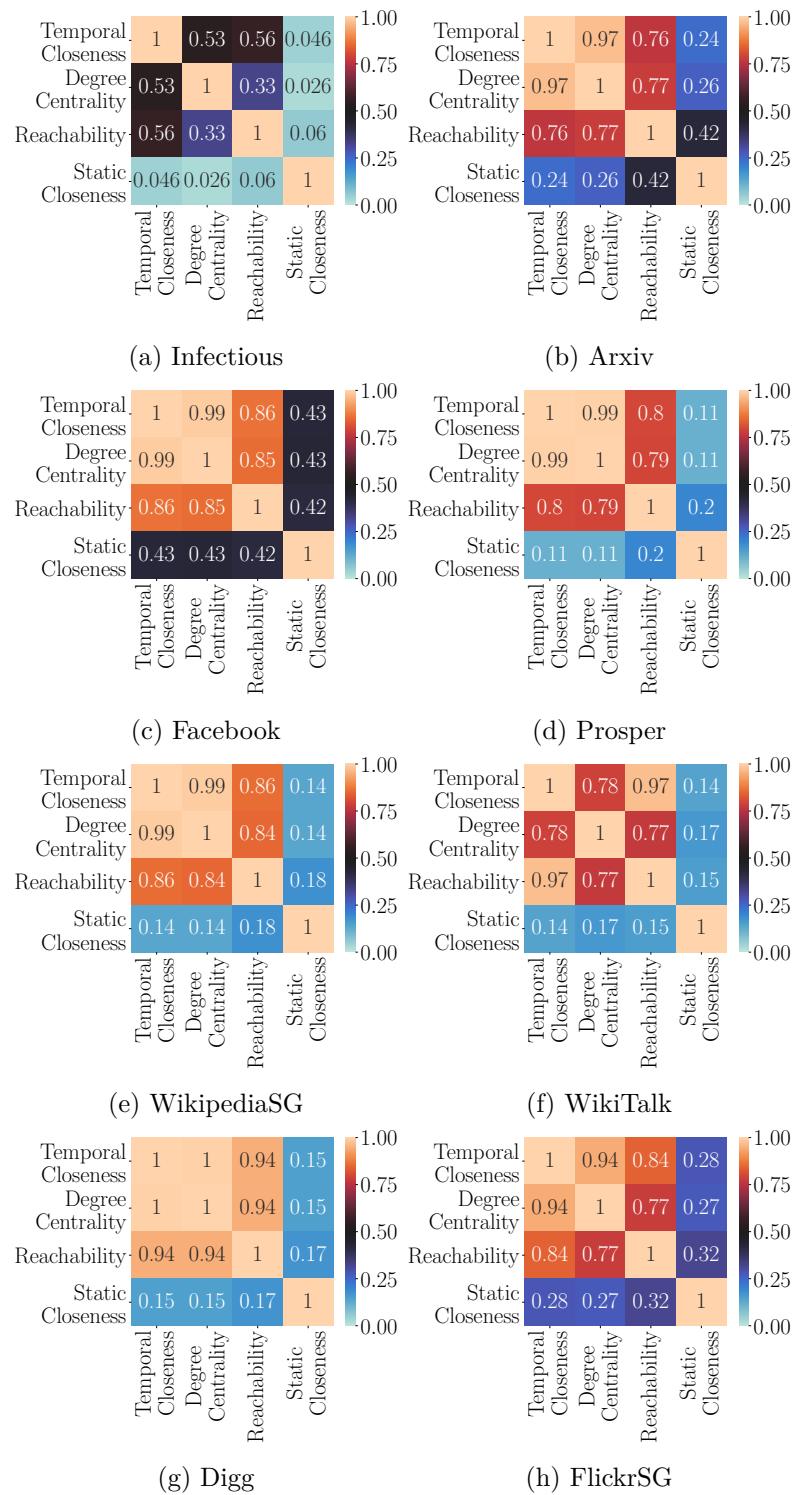 Temporal
Closeness
1 0.53 0.56 0.046
Degree
Centrality
0.53 1 0.33 0.026
Reachability
0.56 0.33 1 0.06
Static
Closeness
0.046 0.026 0.06 1
Temporal
Closeness
Degree
Centrality
Reachability
Static
Closeness
1.00
0.75
0.50
0.25
0.00
(a) Infectious
Temporal
Closeness
1 0.97 0.76 0.24
Degree
Centrality
0.97 1 0.77 0.26
Reachability
0.76 0.77 1 0.42
Static
Closeness
0.24 0.26 0.42 1
Temporal
Closeness
Degree
Centrality
Reachability
Static
Closeness
1.00
0.75
0.50
0.25
0.00
(b) Arxiv
Temporal
Closeness
1 0.99 0.86 0.43
Degree
Centrality
0.99 1 0.85 0.43
Reachability
0.86 0.85 1 0.42
Static
Closeness
0.43 0.43 0.42 1
Temporal
Closeness
Degree
Centrality
Reachability
Static
Closeness
1.00
0.75
0.50
0.25
0.00
(c) Facebook
Temporal
Closeness
1 0.99 0.8 0.11
Degree
Centrality
0.99 1 0.79 0.11
Reachability
0.8 0.79 1 0.2
Static
Closeness
0.11 0.11 0.2 1
Temporal
Closeness
Degree
Centrality
Reachability
Static
Closeness
1.00
0.75
0.50
0.25
0.00
(d) Prosper
Temporal
Closeness
1 0.99 0.86 0.14
Degree
Centrality
0.99 1 0.84 0.14
Reachability
0.86 0.84 1 0.18
Static
Closeness
0.14 0.14 0.18 1
Temporal
Closeness
Degree
Centrality
Reachability
Static
Closeness
1.00
0.75
0.50
0.25
0.00
(e) WikipediaSG
Temporal
Closeness
1 0.78 0.97 0.14
Degree
Centrality
0.78 1 0.77 0.17
Reachability
0.97 0.77 1 0.15
Static
Closeness
0.14 0.17 0.15 1
Temporal
Closeness
Degree
Centrality
Reachability
Static
Closeness
1.00
0.75
0.50
0.25
0.00
(f) WikiTalk
Temporal
Closeness
1 1 0.94 0.15
Degree
Centrality
1 1 0.94 0.15
Reachability
0.94 0.94 1 0.17
Static
Closeness
0.15 0.15 0.17 1
Temporal
Closeness
Degree
Centrality
Reachability
Static
Closeness
1.00
0.75
0.50
0.25
0.00
(g) Digg
Temporal
Closeness
1 0.94 0.84 0.28
Degree
Centrality
0.94 1 0.77 0.27
Reachability
0.84 0.77 1 0.32
Static
Closeness
0.28 0.27 0.32 1
Temporal
Closeness
Degree
Centrality
Reachability
Static
Closeness
1.00
0.75
0.50
0.25
0.00
(h) FlickrSG